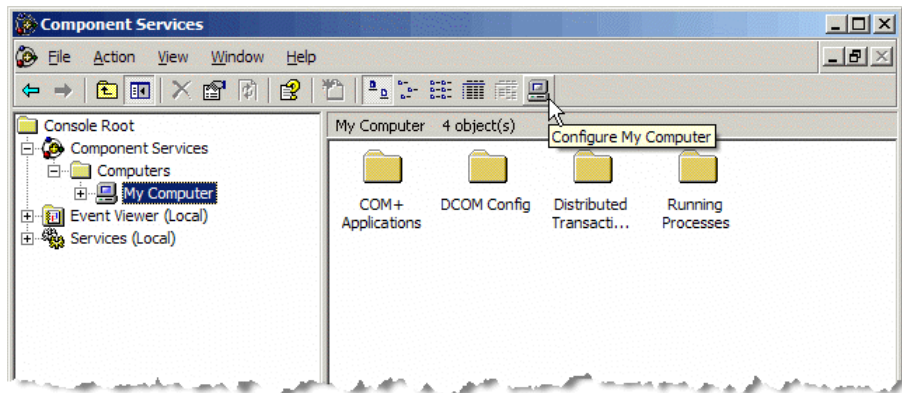 Component Services
File Action View Window Help
Console Root
Component Services
Computers
My Computer
Event Viewer (Local)
Services (Local)
My Computer 4 object(s)
Configure My Computer
COM+ Applications
DCOM Config
Distributed Transacti...
Running Processes